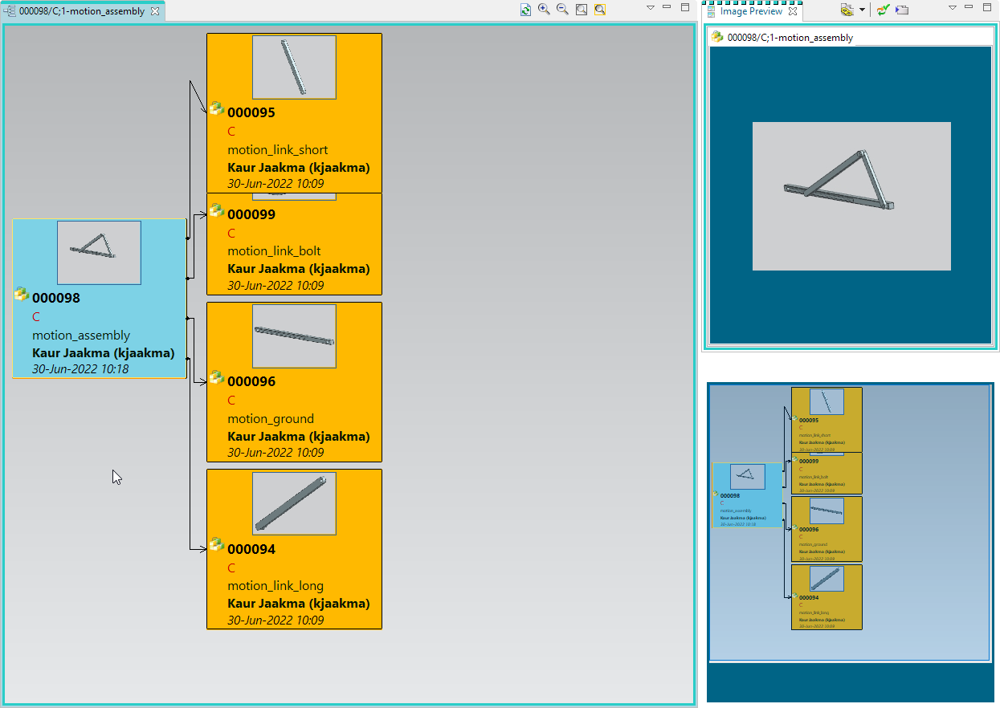 000098/C;1-motion_assembly
Image Preview
000098/C;1-motion_assembly
000095
C
motion_link_short
Kaur Jaakma (kjaakma)
30-Jun-2022 10:09
000099
C
motion_link_bolt
Kaur Jaakma (kjaakma)
30-Jun-2022 10:09
000098
C
motion_assembly
Kaur Jaakma (kjaakma)
30-Jun-2022 10:18
000096
C
motion_ground
Kaur Jaakma (kjaakma)
30-Jun-2022 10:09
000094
C
motion_link_long
Kaur Jaakma (kjaakma)
30-Jun-2022 10:09
000095
C
motion_link_short
Kaur Jaakma (kjaakma)
30-Jun-2022 10:09
000099
C
motion_link_bolt
Kaur Jaakma (kjaakma)
30-Jun-2022 10:09
000098
C
motion_assembly
Kaur Jaakma (kjaakma)
30-Jun-2022 10:18
000096
C
motion_ground
Kaur Jaakma (kjaakma)
30-Jun-2022 10:09
000094
C
motion_link_long
Kaur Jaakma (kjaakma)
30-Jun-2022 10:09